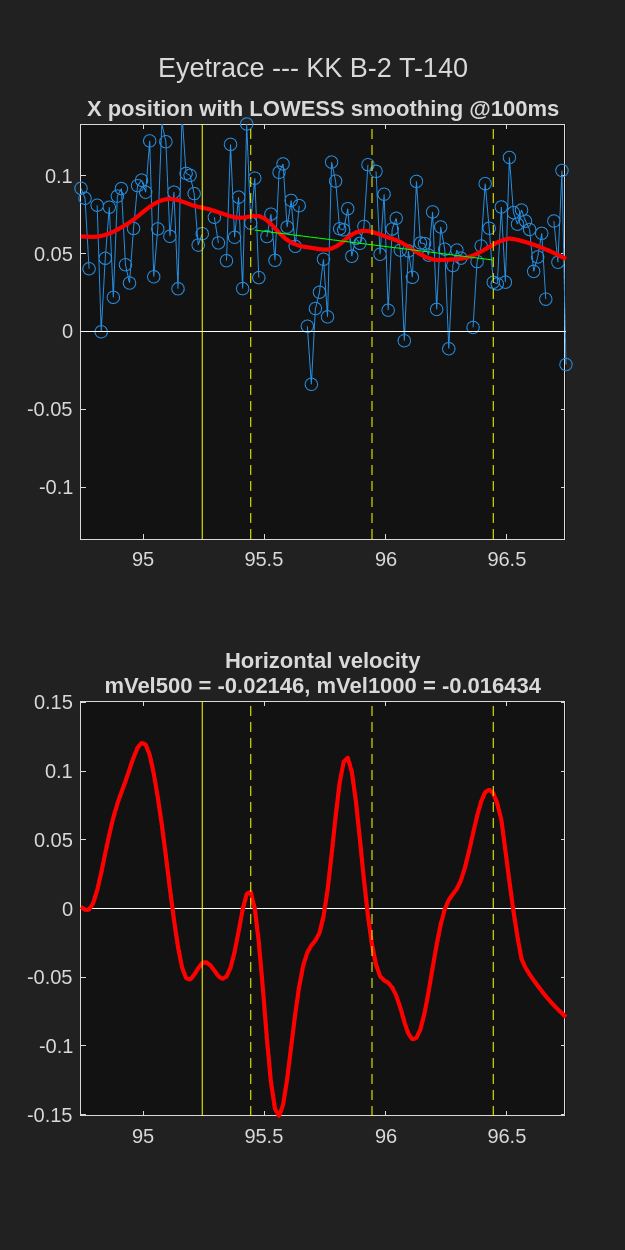 Eyetrace --- KK B-2 T-140
X position with LOWESS smoothing @100ms
0.1
0.05
0
-0.05
-0.1
95 95.5 96 96.5
Horizontal velocity
mVel500 = -0.02146, mVel1000 = -0.016434
0.15
0.1
0.05
0
-0.05
-0.1
-0.15
95 95.5 96 96.5